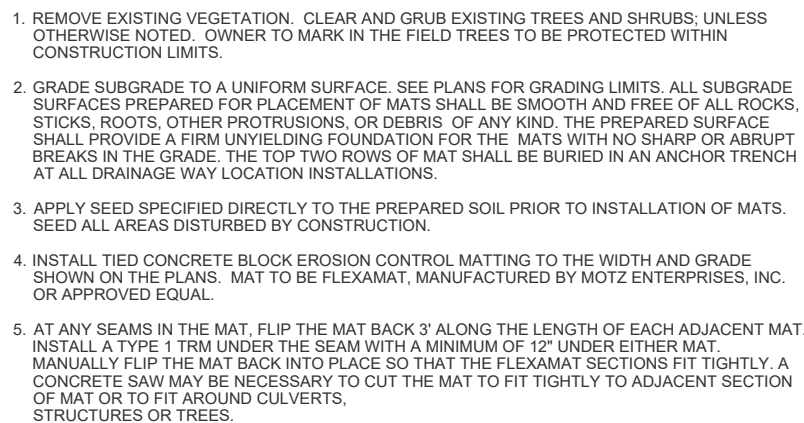 1. REMOVE EXISTING VEGETATION.  CLEAR AND GRUB EXISTING TREES AND SHRUBS; UNLESS
OTHERWISE NOTED.  OWNER TO MARK IN THE FIELD TREES TO BE PROTECTED WITHIN
CONSTRUCTION LIMITS.
2. GRADE SUBGRADE TO A UNIFORM SURFACE. SEE PLANS FOR GRADING LIMITS. ALL SUBGRADE
SURFACES PREPARED FOR PLACEMENT OF MATS SHALL BE SMOOTH AND FREE OF ALL ROCKS,
STICKS, ROOTS, OTHER PROTRUSIONS, OR DEBRIS  OF ANY KIND. THE PREPARED SURFACE
SHALL PROVIDE A FIRM UNYIELDING FOUNDATION FOR THE  MATS WITH NO SHARP OR ABRUPT
BREAKS IN THE GRADE. THE TOP TWO ROWS OF MAT SHALL BE BURIED IN AN ANCHOR TRENCH
AT ALL DRAINAGE WAY LOCATION INSTALLATIONS.
3. APPLY SEED SPECIFIED DIRECTLY TO THE PREPARED SOIL PRIOR TO INSTALLATION OF MATS.
SEED ALL AREAS DISTURBED BY CONSTRUCTION.
4. INSTALL TIED CONCRETE BLOCK EROSION CONTROL MATTING TO THE WIDTH AND GRADE
SHOWN ON THE PLANS.  MAT TO BE FLEXAMAT, MANUFACTURED BY MOTZ ENTERPRISES, INC.
OR APPROVED EQUAL.
5. AT ANY SEAMS IN THE MAT, FLIP THE MAT BACK 3' ALONG THE LENGTH OF EACH ADJACENT MAT.
INSTALL A TYPE 1 TRM UNDER THE SEAM WITH A MINIMUM OF 12" UNDER EITHER MAT.
MANUALLY FLIP THE MAT BACK INTO PLACE SO THAT THE FLEXAMAT SECTIONS FIT TIGHTLY. A
CONCRETE SAW MAY BE NECESSARY TO CUT THE MAT TO FIT TIGHTLY TO ADJACENT SECTION
OF MAT OR TO FIT AROUND CULVERTS,
STRUCTURES OR TREES.